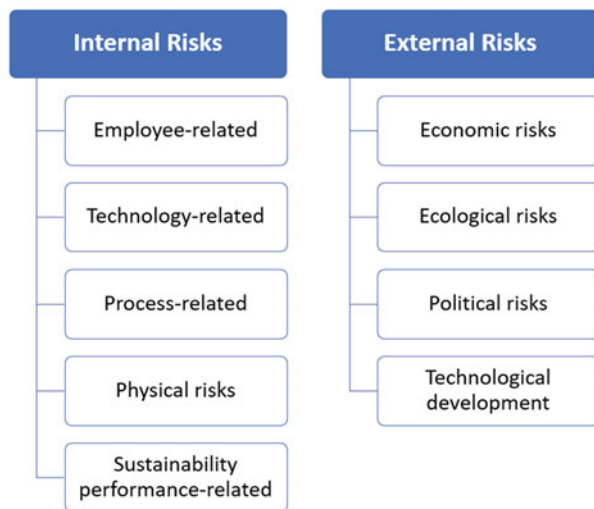 Internal Risks
Employee-related
Technology-related
Process-related
Physical risks
Sustainability
performance-related
External Risks
Economic risks
Ecological risks
Political risks
Technological
development